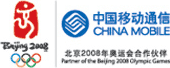 Beijing 2008
中国移动通信
CHINA MOBILE
北京2008年奥运会合作伙伴
Partner of the Beijing 2008 Olympic Games